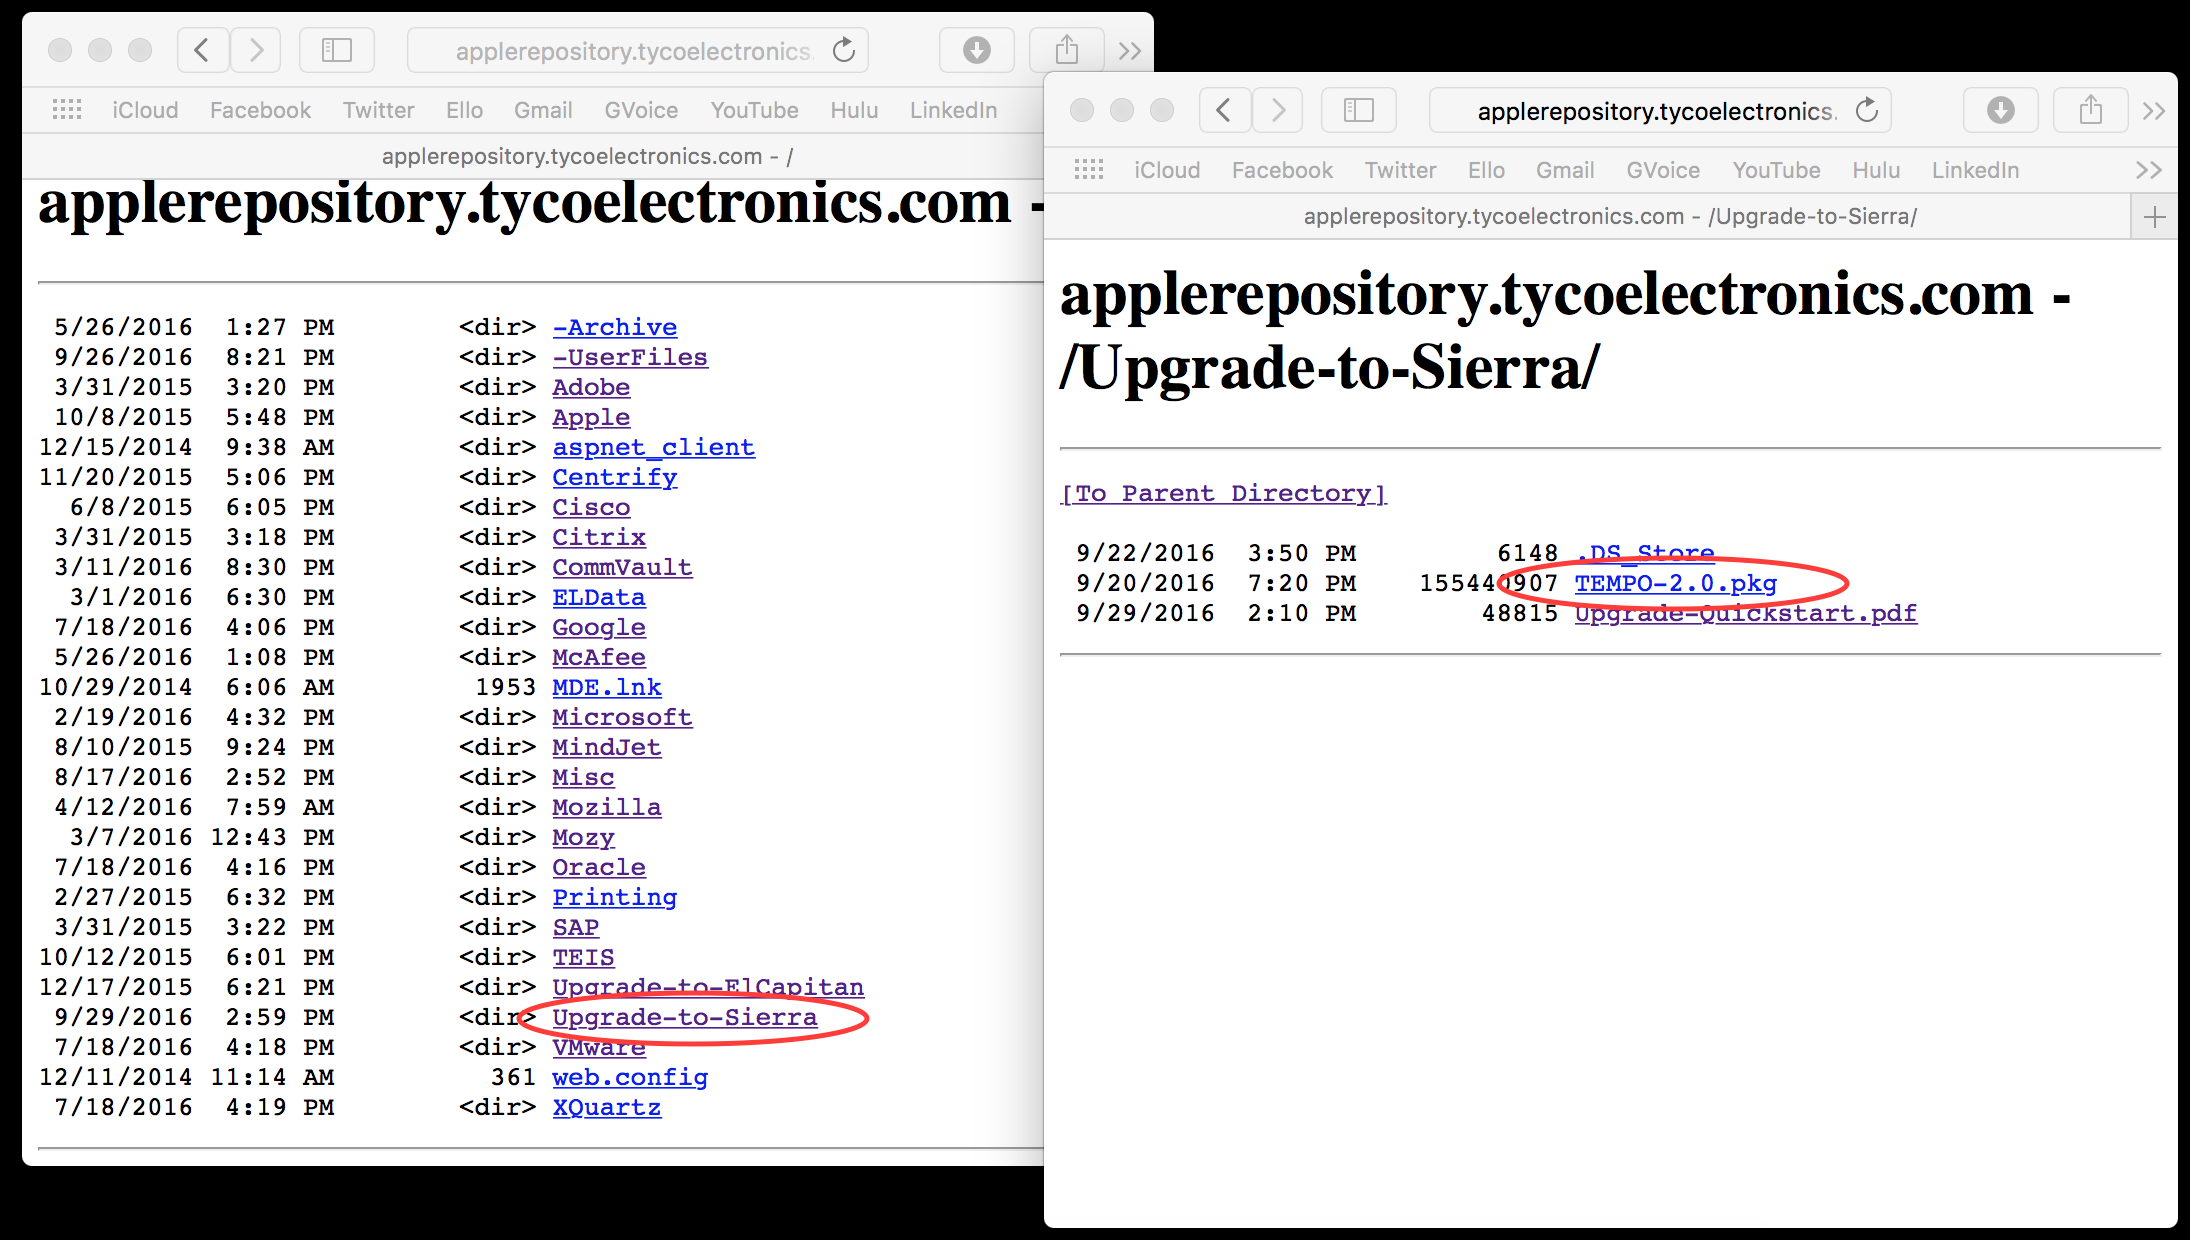 applerepository.tycoelectronics.
iCloud Facebook Twitter Ello Gmail GVoice YouTube Hulu LinkedIn
applerepository.tycoelectronics.com - /
applerepository.tycoelectronics.com -
5/26/2016 1:27 PM <dir> -Archive
9/26/2016 8:21 PM <dir> -UserFiles
3/31/2015 3:20 PM <dir> Adobe
10/8/2015 5:48 PM <dir> Apple
12/15/2014 9:38 AM <dir> aspnet_client
11/20/2015 5:06 PM <dir> Centrify
6/8/2015 6:05 PM <dir> Cisco
3/31/2015 3:18 PM <dir> Citrix
3/11/2016 8:30 PM <dir> CommVault
3/1/2016 6:30 PM <dir> ELData
7/18/2016 4:06 PM <dir> Google
5/26/2016 1:08 PM <dir> McAfee
10/29/2014 6:06 AM 1953 MDE.lnk
2/19/2016 4:32 PM <dir> Microsoft
8/10/2015 9:24 PM <dir> MindJet
8/17/2016 2:52 PM <dir> Misc
4/12/2016 7:59 AM <dir> Mozilla
3/7/2016 12:43 PM <dir> Mozy
7/18/2016 4:16 PM <dir> Oracle
2/27/2015 6:32 PM <dir> Printing
3/31/2015 3:22 PM <dir> SAP
10/12/2015 6:01 PM <dir> TEIS
12/17/2015 6:21 PM <dir> Upgrade-to-ElCapitan
9/29/2016 2:59 PM <dir> Upgrade-to-Sierra
7/18/2016 4:18 PM <dir> VMware
12/11/2014 11:14 AM 361 web.config
7/18/2016 4:19 PM <dir> XQuartz
applerepository.tycoelectronics.
iCloud Facebook Twitter Ello Gmail GVoice YouTube Hulu LinkedIn
applerepository.tycoelectronics.com - /Upgrade-to-Sierra/
applerepository.tycoelectronics.com -
/Upgrade-to-Sierra/
[To Parent Directory]
9/22/2016 3:50 PM 6148 .DS_Store
9/20/2016 7:20 PM 155440907 TEMPO-2.0.pkg
9/29/2016 2:10 PM 48815 Upgrade-Quickstart.pdf